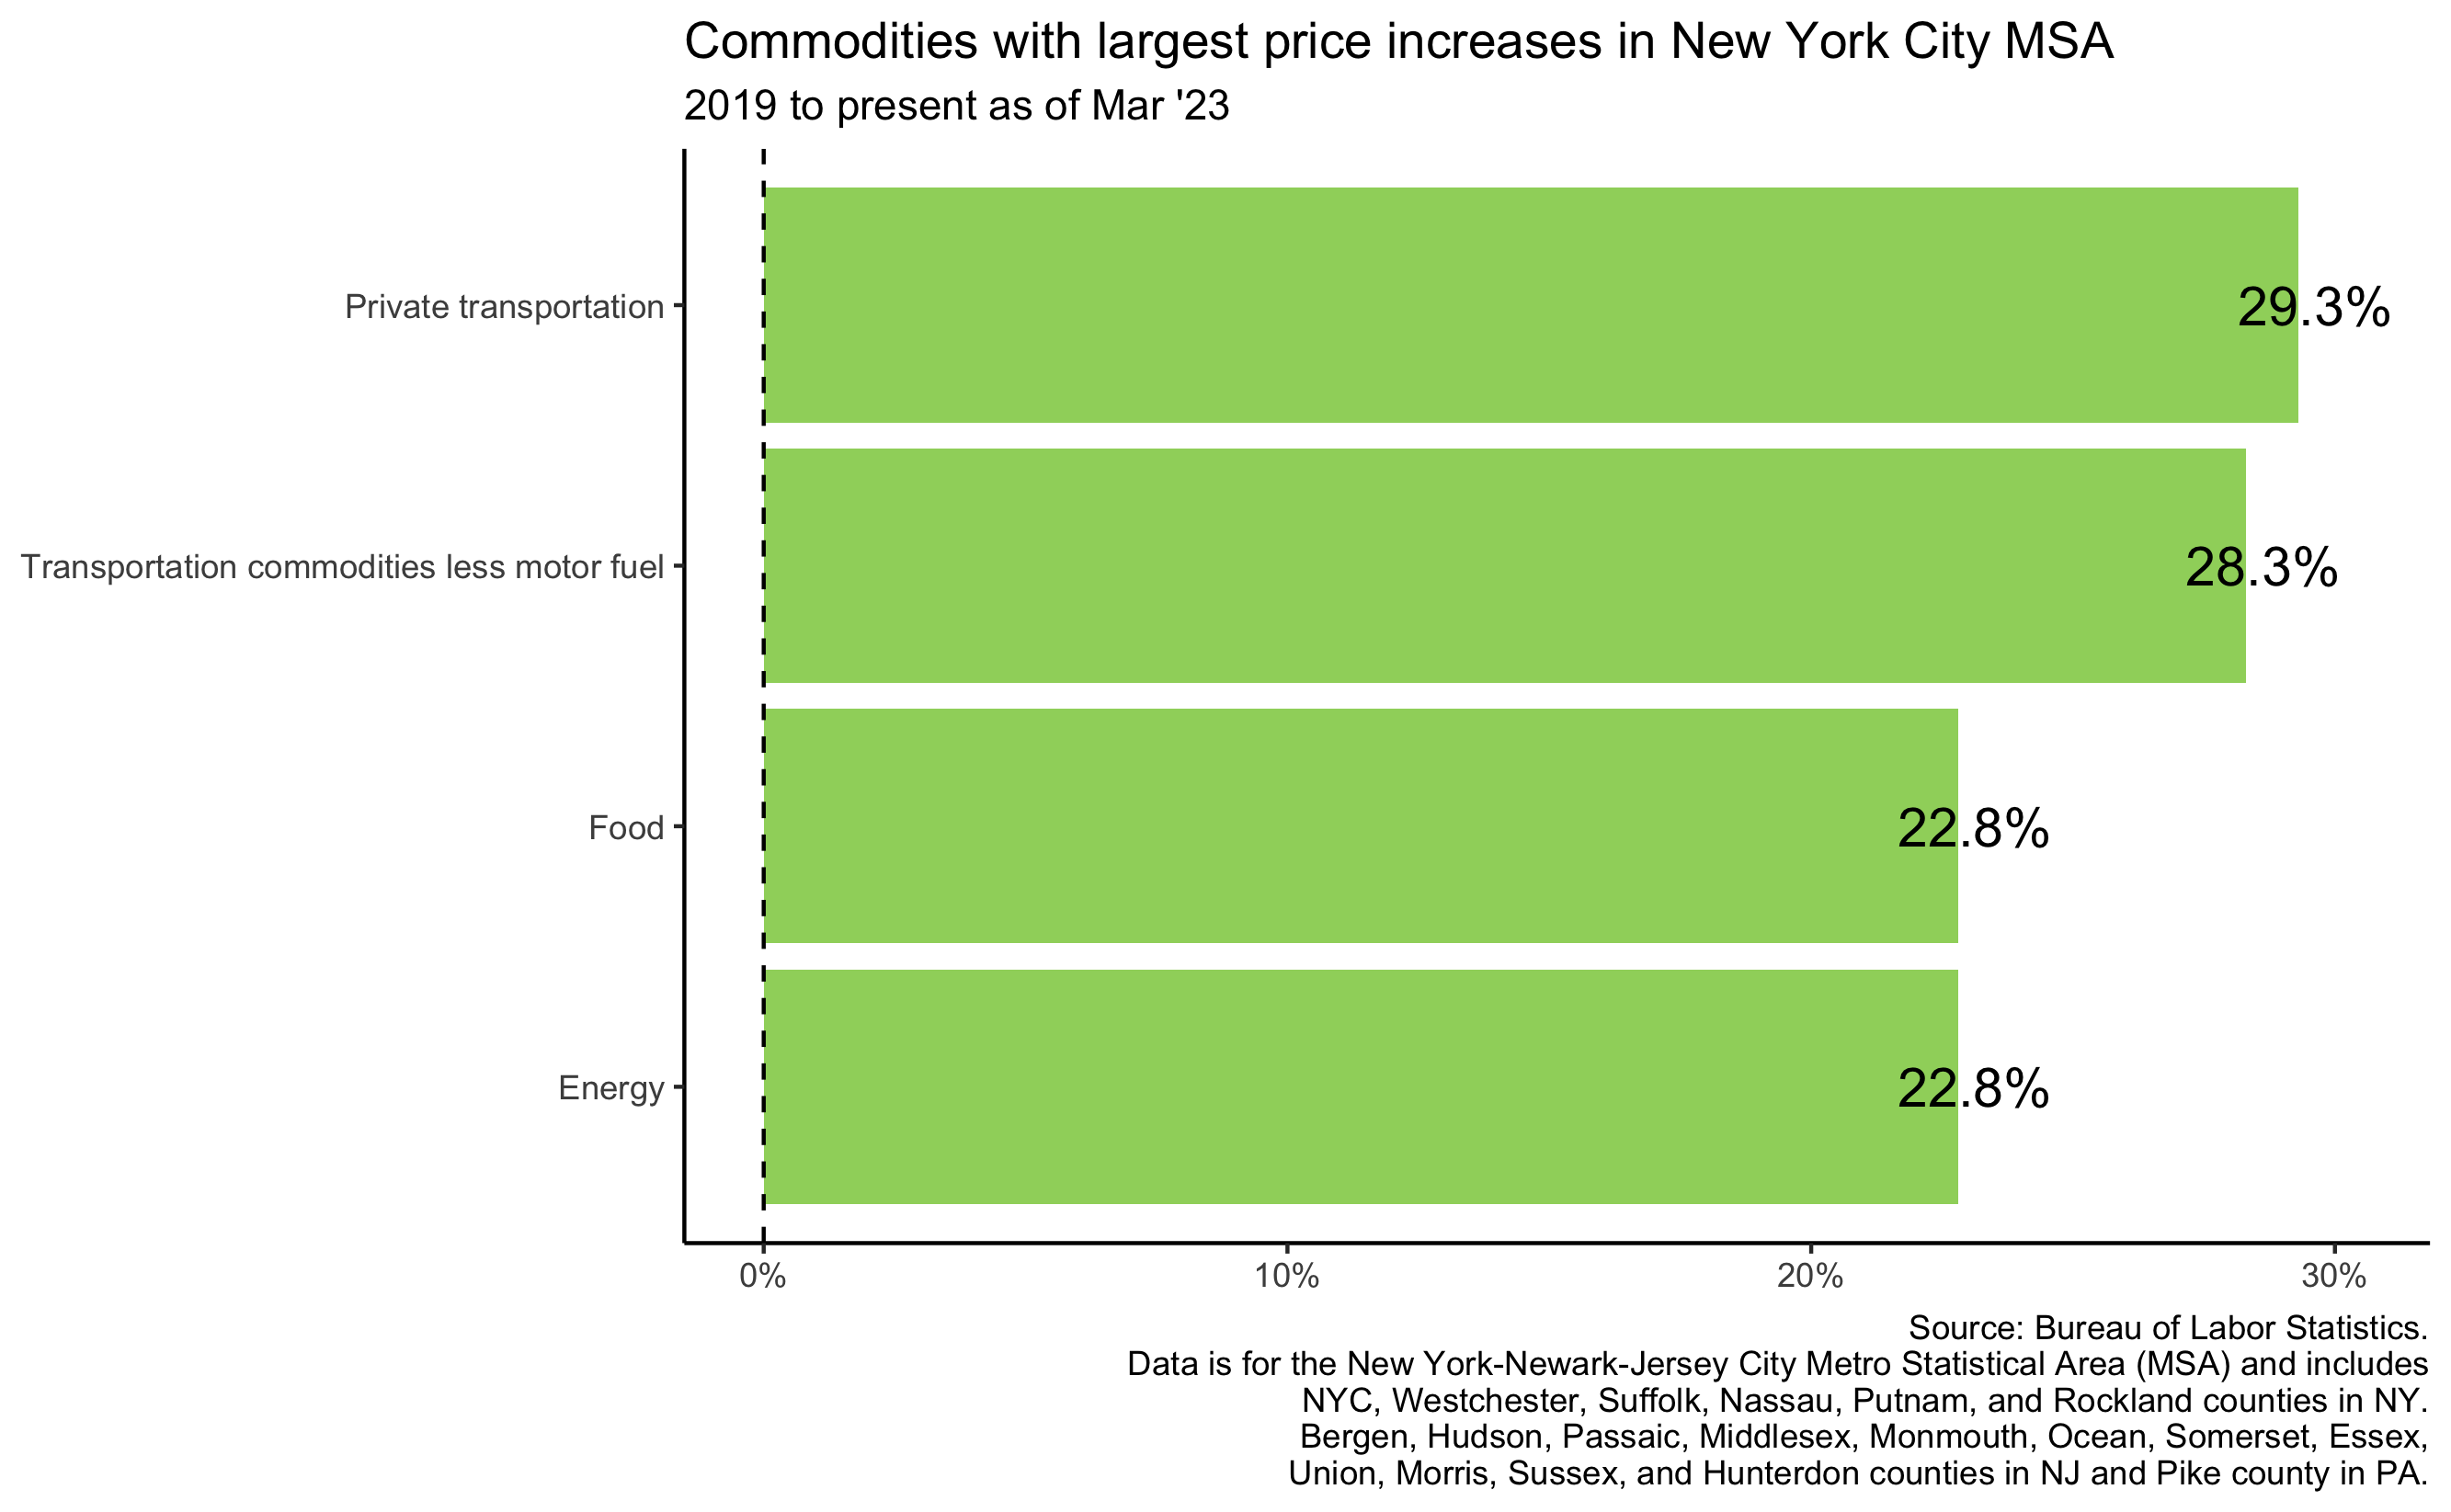 Commodities with largest price increases in New York City MSA
2019 to present as of Mar '23
Private transportation
29.3%
Transportation commodities less motor fuel
28.3%
Food
22.8%
Energy
22.8%
0%
10%
20%
30%
Source: Bureau of Labor Statistics.
Data is for the New York-Newark-Jersey City Metro Statistical Area (MSA) and includes
NYC, Westchester, Suffolk, Nassau, Putnam, and Rockland counties in NY.
Bergen, Hudson, Passaic, Middlesex, Monmouth, Ocean, Somerset, Essex,
Union, Morris, Sussex, and Hunterdon counties in NJ and Pike county in PA.